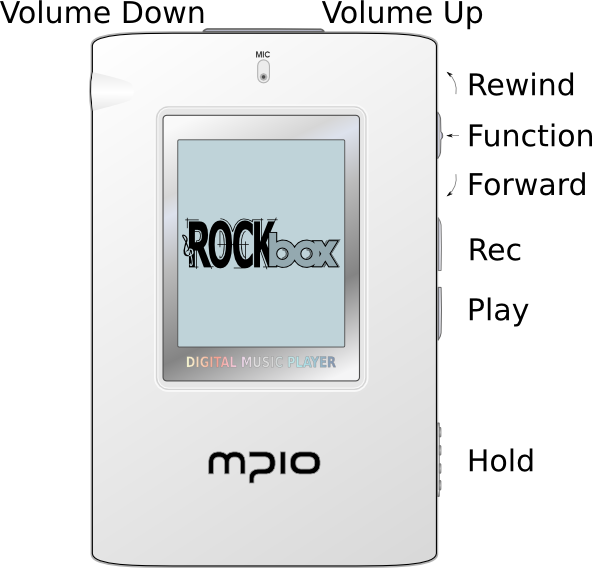 Volume Down
Volume Up
MIC
Rewind
Function
Forward
Rec
ROCKbox
Play
DIGITAL MUSIC PLAYER
Hold
mpio